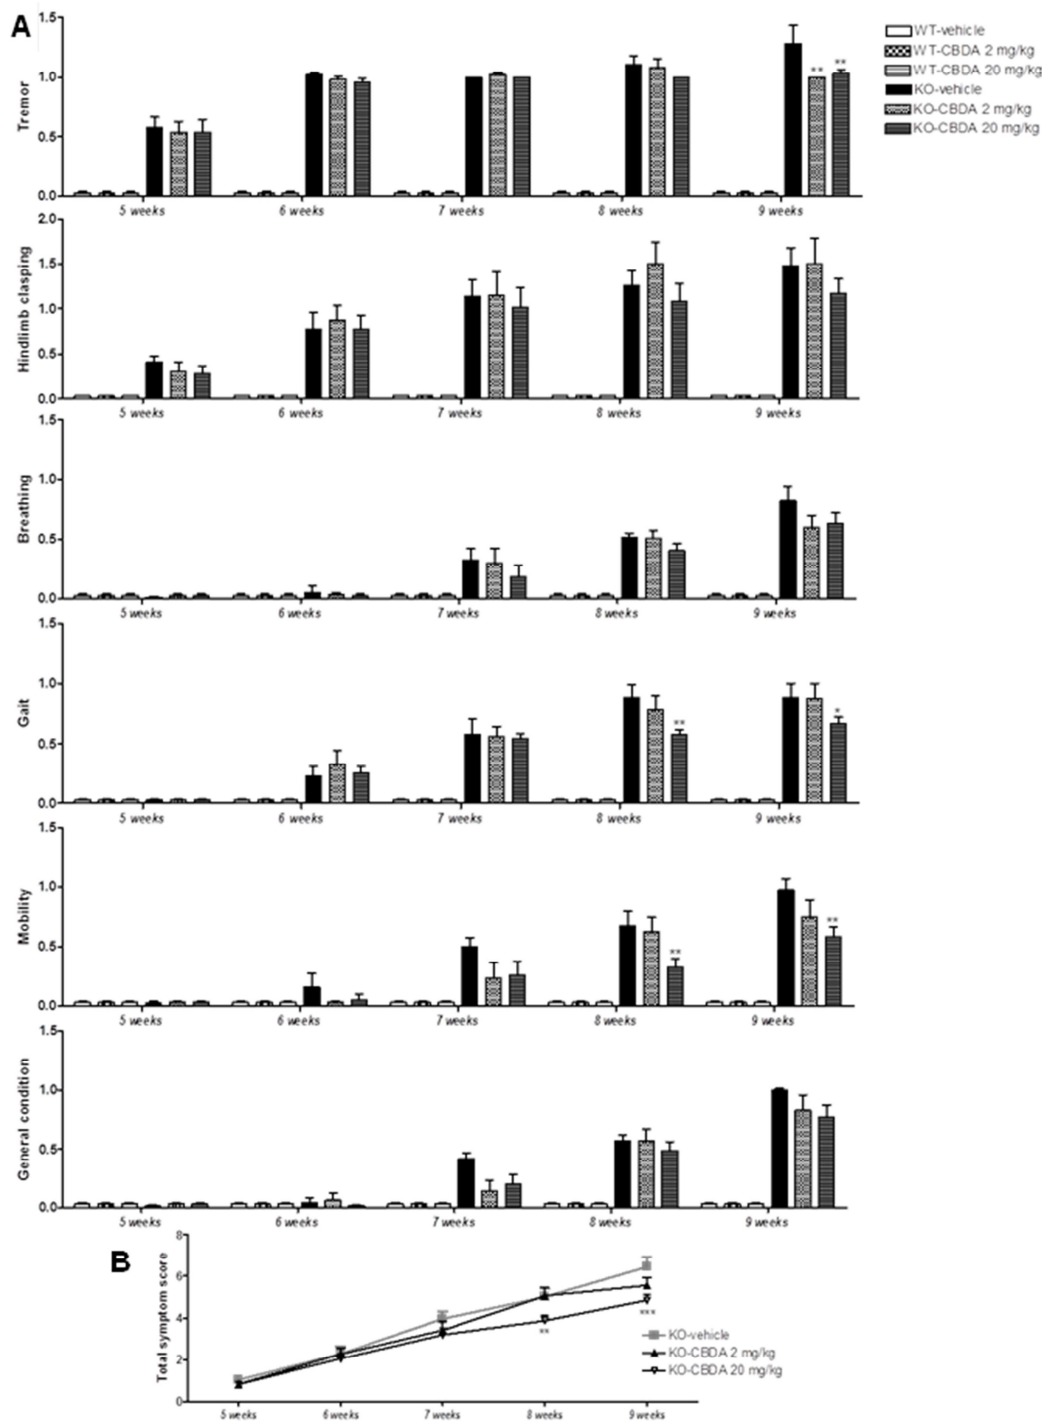 A
Tremor
1.5
1.0
0.5
0.0
** **
5 weeks 6 weeks 7 weeks 8 weeks 9 weeks
WT-vehicle
WT-CBDA 2 mg/kg
WT-CBDA 20 mg/kg
KO-vehicle
KO-CBDA 2 mg/kg
KO-CBDA 20 mg/kg
Hindlimb clasping
2.0
1.5
1.0
0.5
0.0
5 weeks 6 weeks 7 weeks 8 weeks 9 weeks
Breathing
1.5
1.0
0.5
0.0
5 weeks 6 weeks 7 weeks 8 weeks 9 weeks
Gait
1.5
1.0
0.5
0.0
** *
5 weeks 6 weeks 7 weeks 8 weeks 9 weeks
Mobility
1.5
1.0
0.5
0.0
** **
5 weeks 6 weeks 7 weeks 8 weeks 9 weeks
General condition
1.5
1.0
0.5
0.0
5 weeks 6 weeks 7 weeks 8 weeks 9 weeks
B
Total symptom score
8
6
4
2
0
** ***
KO-vehicle
KO-CBDA 2 mg/kg
KO-CBDA 20 mg/kg
5 weeks 6 weeks 7 weeks 8 weeks 9 weeks